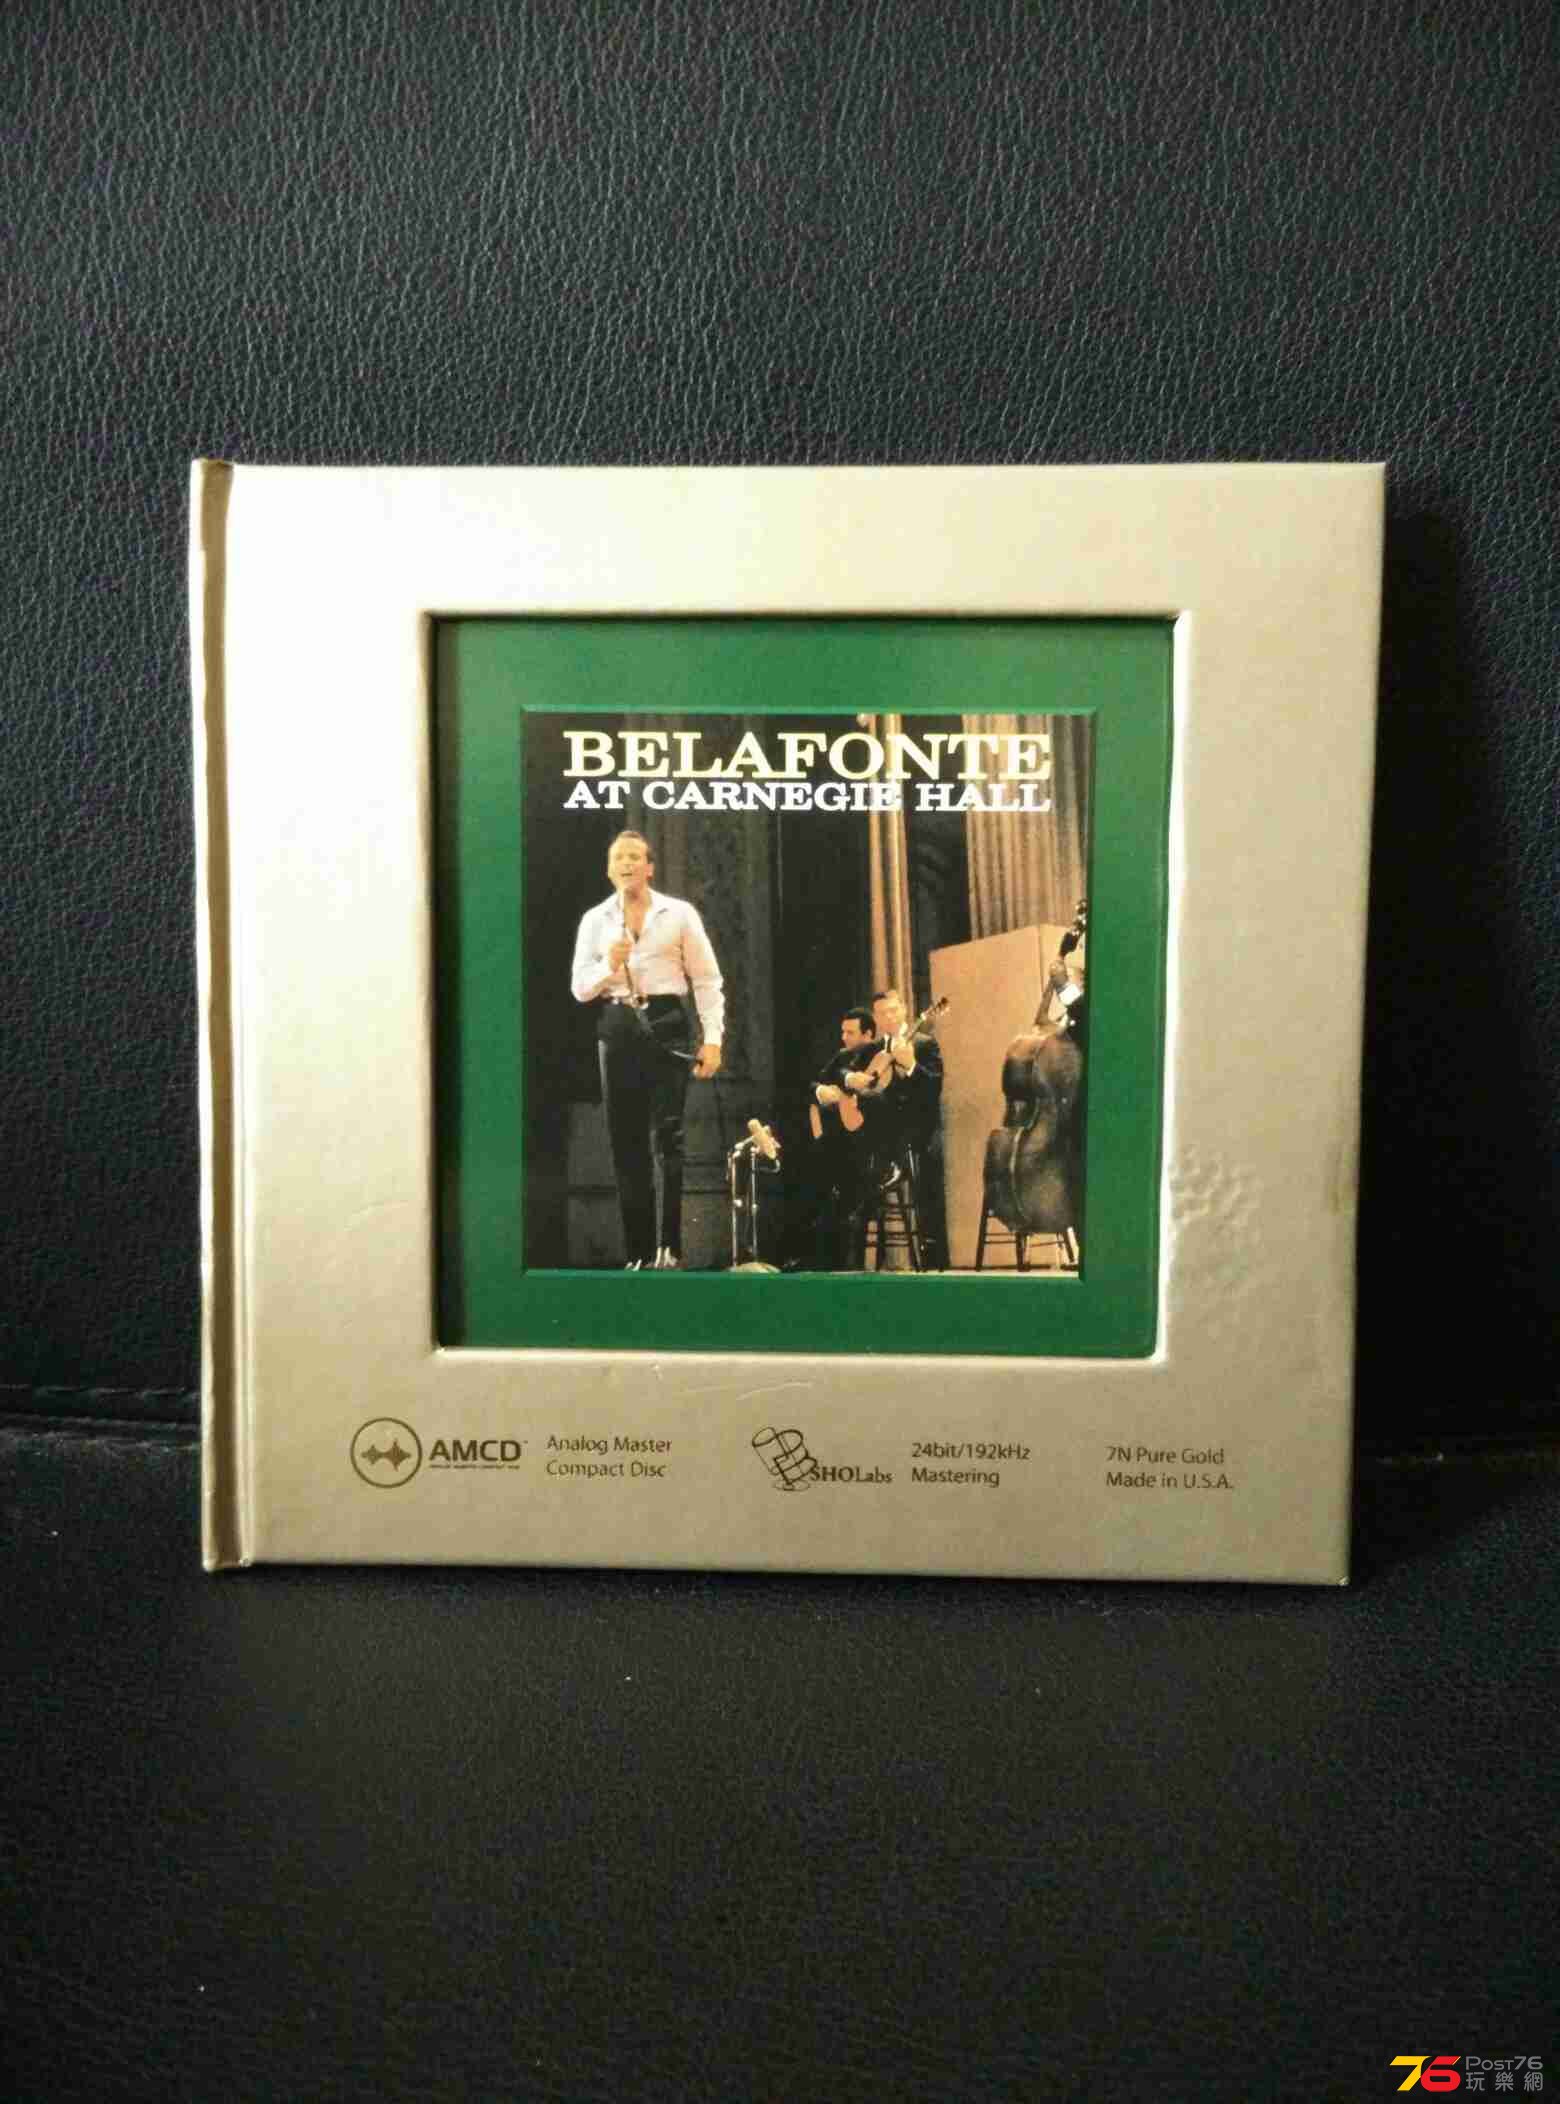 BELAFONTE
AT CARNEGIE HALL
AMCD
Analog Master
Compact Disc
SHOLabs
24bit/192kHz
Mastering
7N Pure Gold
Made in U.S.A.
76 Post76
玩樂網